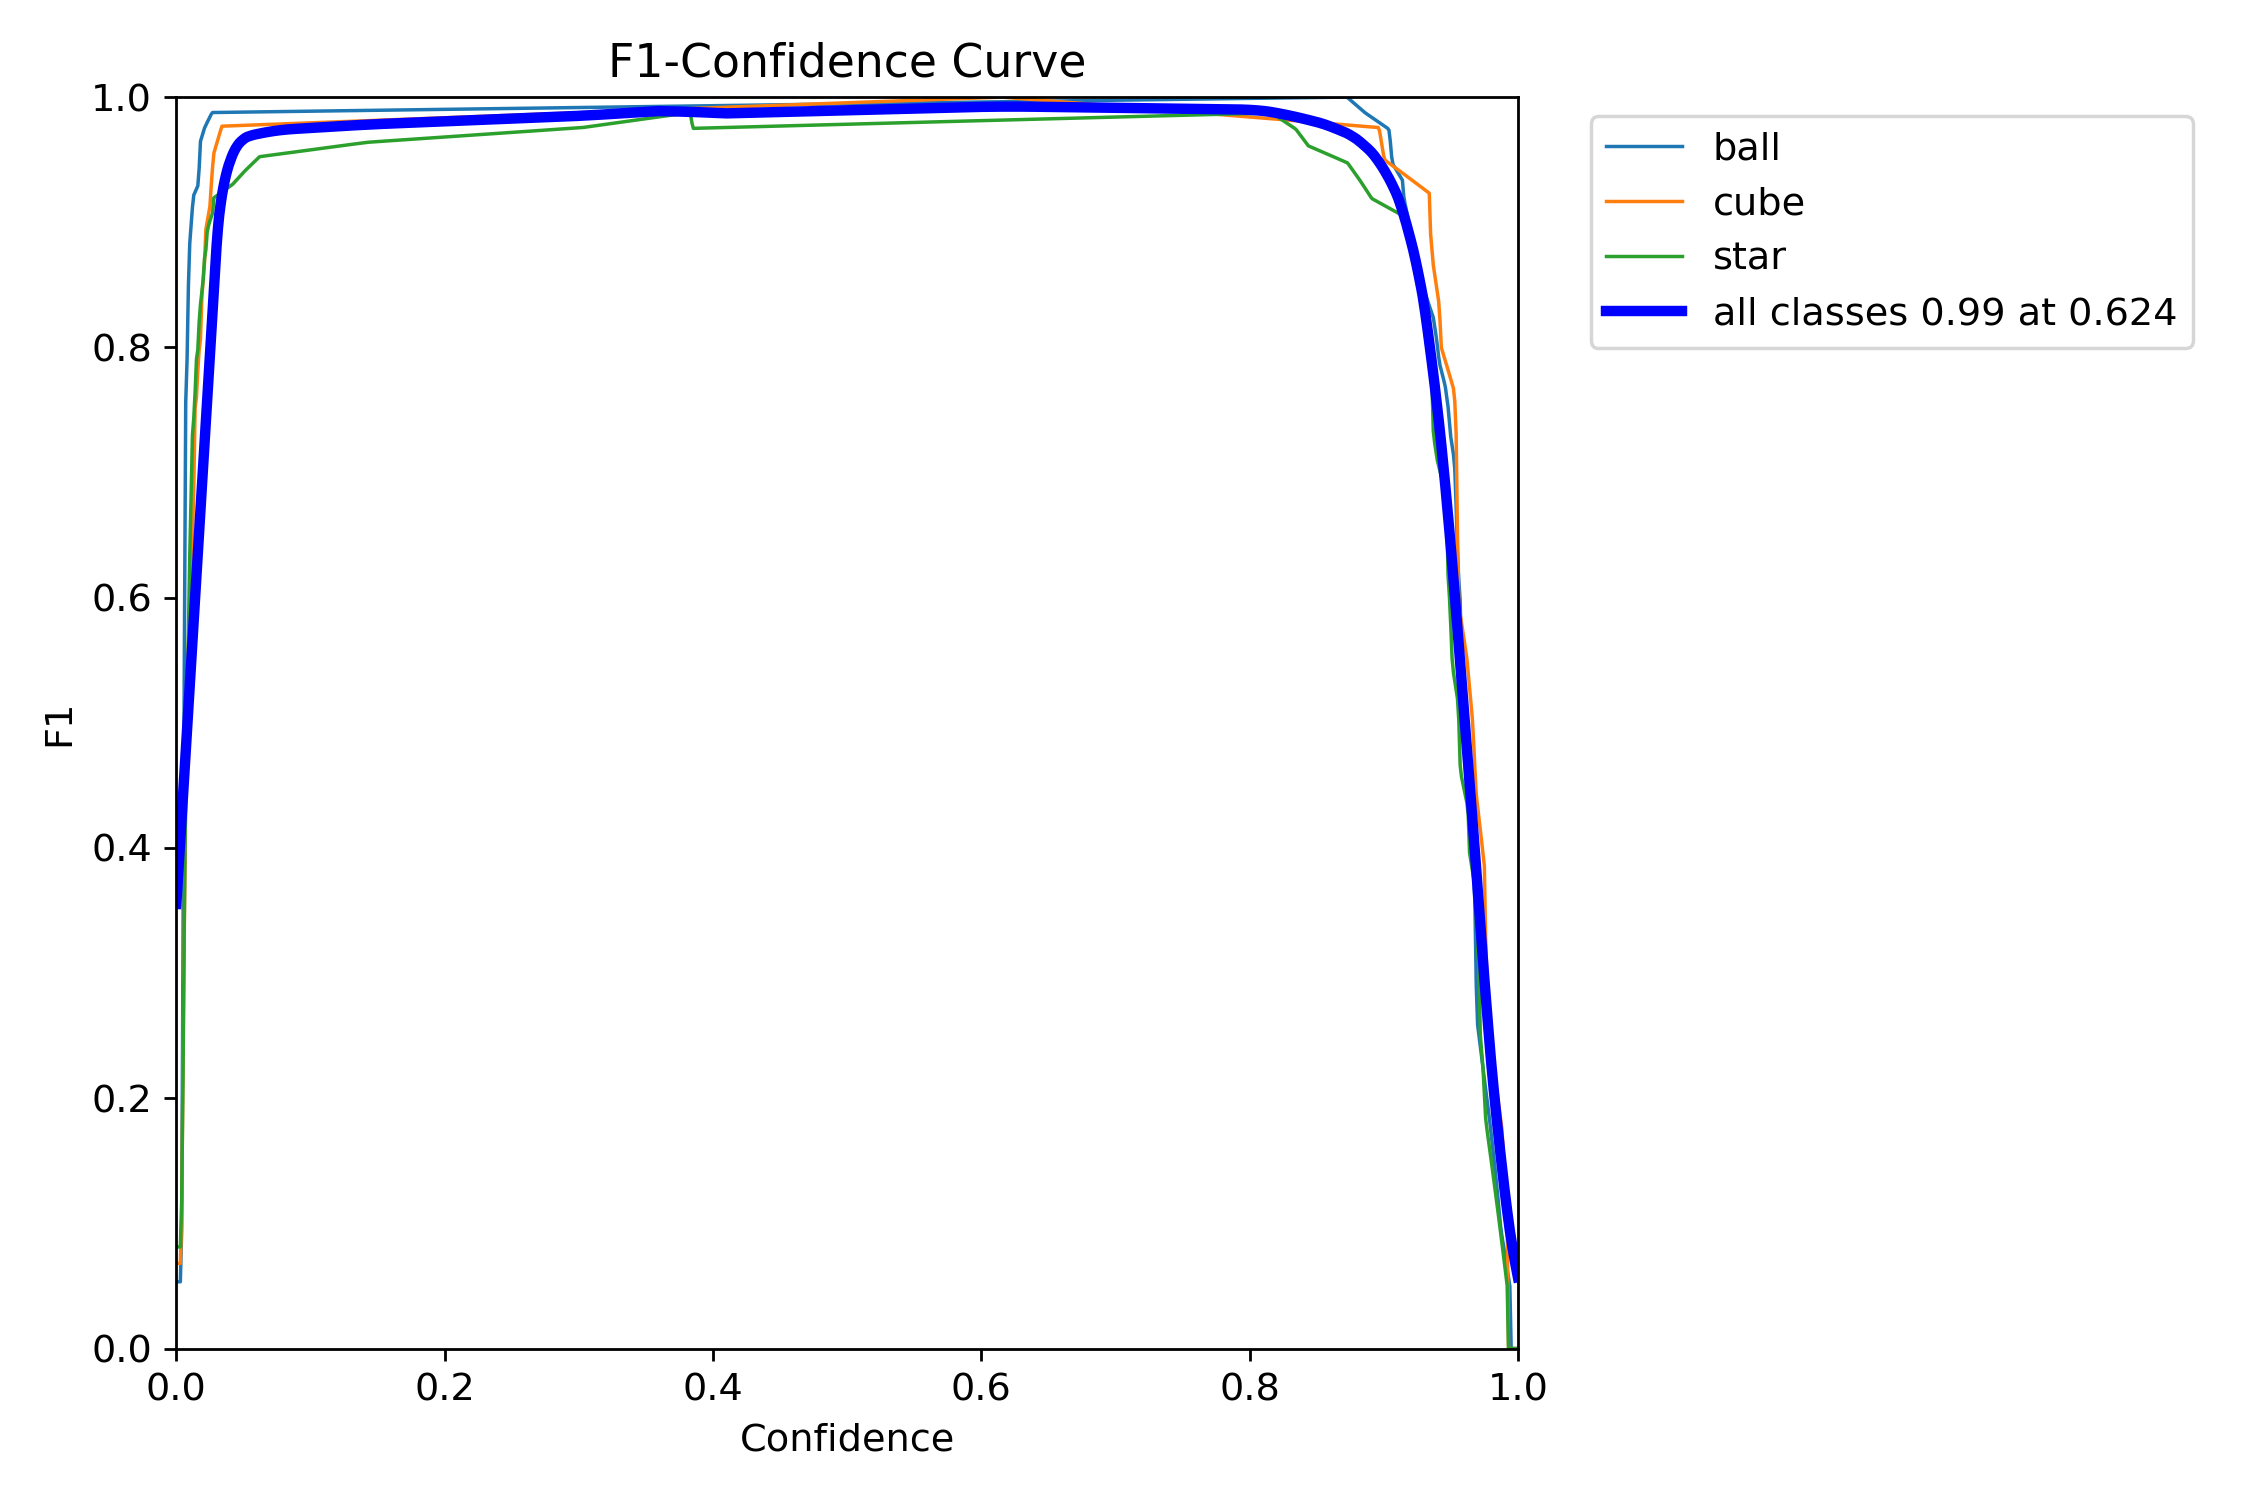 F1-Confidence Curve
1.0
0.8
0.6
0.4
0.2
0.0
F1
0.0 0.2 0.4 0.6 0.8 1.0
Confidence
ball
cube
star
all classes 0.99 at 0.624